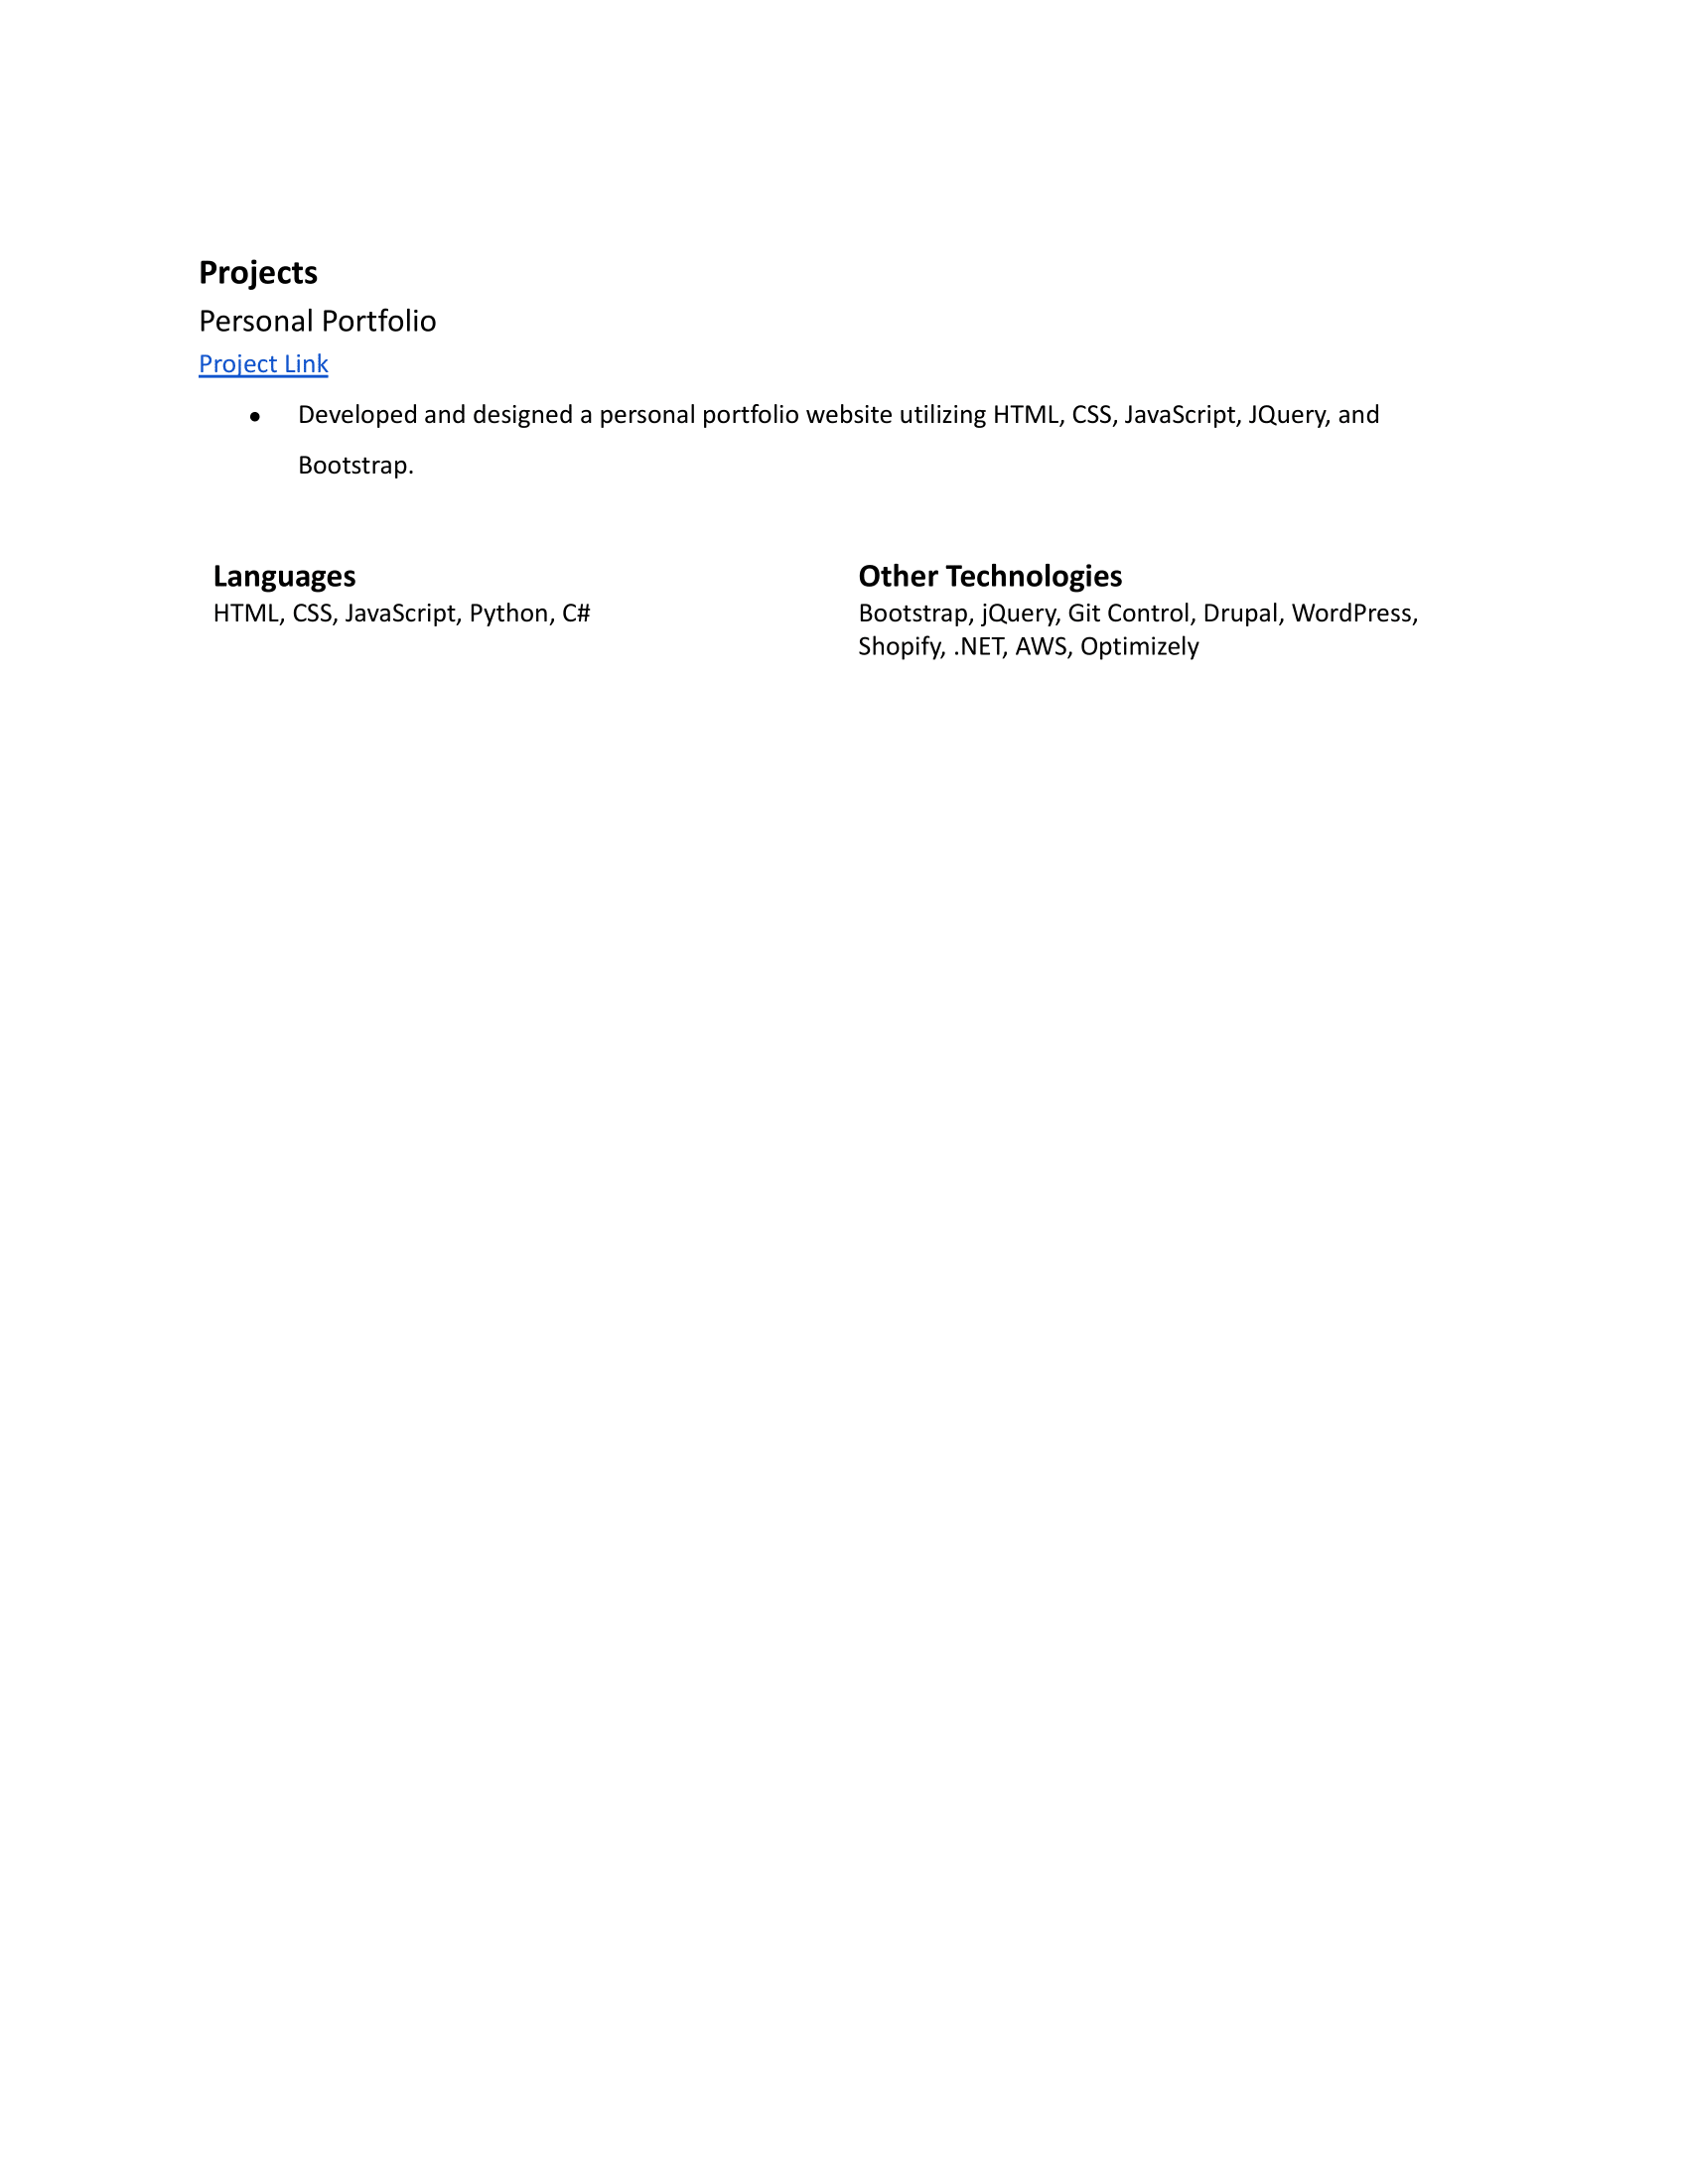 Projects
Personal Portfolio
Project Link
● Developed and designed a personal portfolio website utilizing HTML, CSS, JavaScript, JQuery, and
Bootstrap.
Languages
HTML, CSS, JavaScript, Python, C#
Other Technologies
Bootstrap, jQuery, Git Control, Drupal, WordPress,
Shopify, .NET, AWS, Optimizely